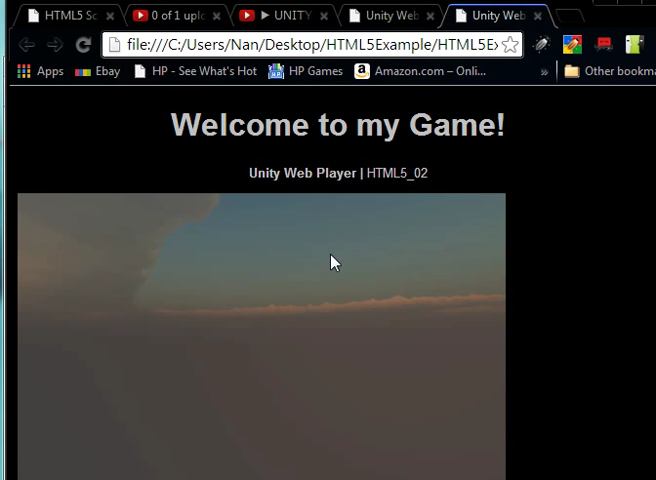 HTML5 Sc
0 of 1 uplo
UNITY
Unity Web
Unity Web
file:///C:/Users/Nan/Desktop/HTML5Example/HTML5Ex
Apps Ebay HP - See What's Hot HP Games Amazon.com – Onli... » Other bookma
Welcome to my Game!
Unity Web Player | HTML5_02